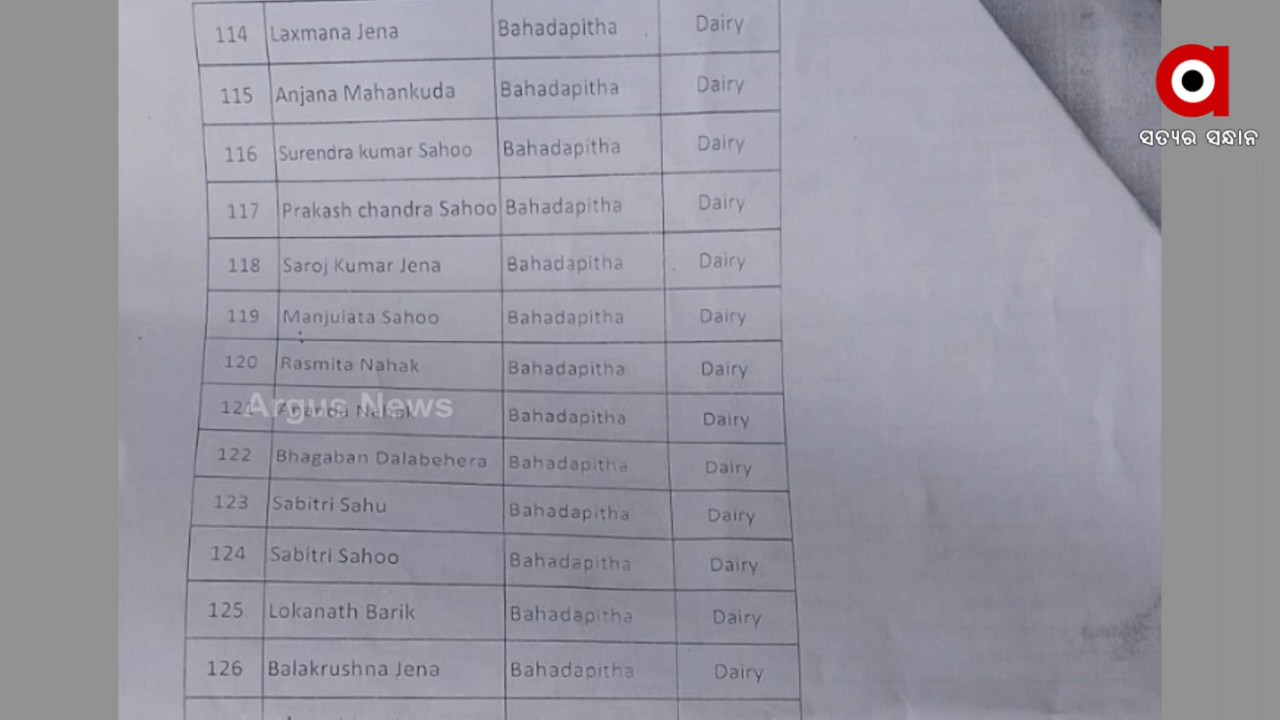 114 Laxmana Jena Bahadapitha Dairy
115 Anjana Mahankuda Bahadapitha Dairy
116 Surendra kumar Sahoo Bahadapitha Dairy
117 Prakash chandra Sahoo Bahadapitha Dairy
118 Saroj Kumar Jena Bahadapitha Dairy
119 Manjulata Sahoo Bahadapitha Dairy
120 Rasmita Nahak Bahadapitha Dairy
121 Nahak Bahadapitha Dairy
Argus News
122 Bhagaban Dalabehera Bahadapitha Dairy
123 Sabitri Sahu Bahadapitha Dairy
124 Sabitri Sahoo Bahadapitha Dairy
125 Lokanath Barik Bahadapitha Dairy
126 Balakrushna Jena Bahadapitha Dairy
ସତ୍ୟର ସନ୍ଧାନ